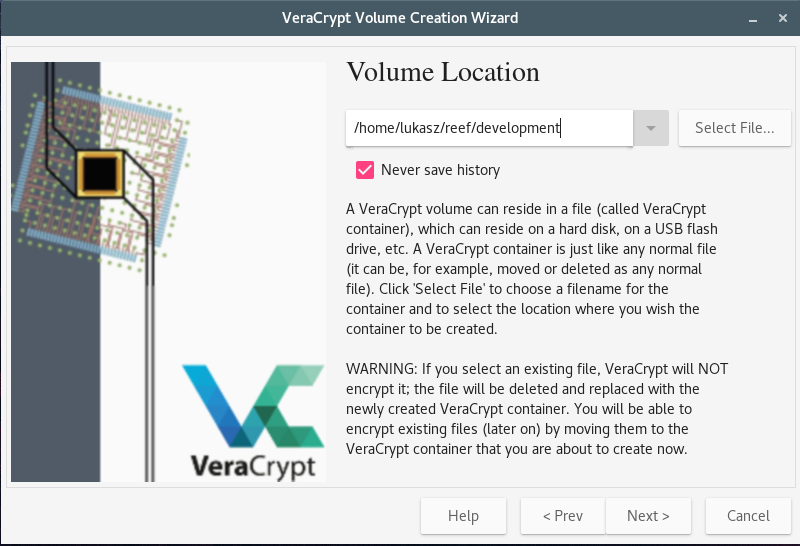 VeraCrypt Volume Creation Wizard
Volume Location
/home/lukasz/reef/development
Select File...
Never save history
A VeraCrypt volume can reside in a file (called VeraCrypt
container), which can reside on a hard disk, on a USB flash
drive, etc. A VeraCrypt container is just like any normal file
(it can be, for example, moved or deleted as any normal
file). Click 'Select File' to choose a filename for the
container and to select the location where you wish the
container to be created.
WARNING: If you select an existing file, VeraCrypt will NOT
encrypt it; the file will be deleted and replaced with the
newly created VeraCrypt container. You will be able to
encrypt existing files (later on) by moving them to the
VeraCrypt container that you are about to create now.
VeraCrypt
Help
< Prev
Next >
Cancel